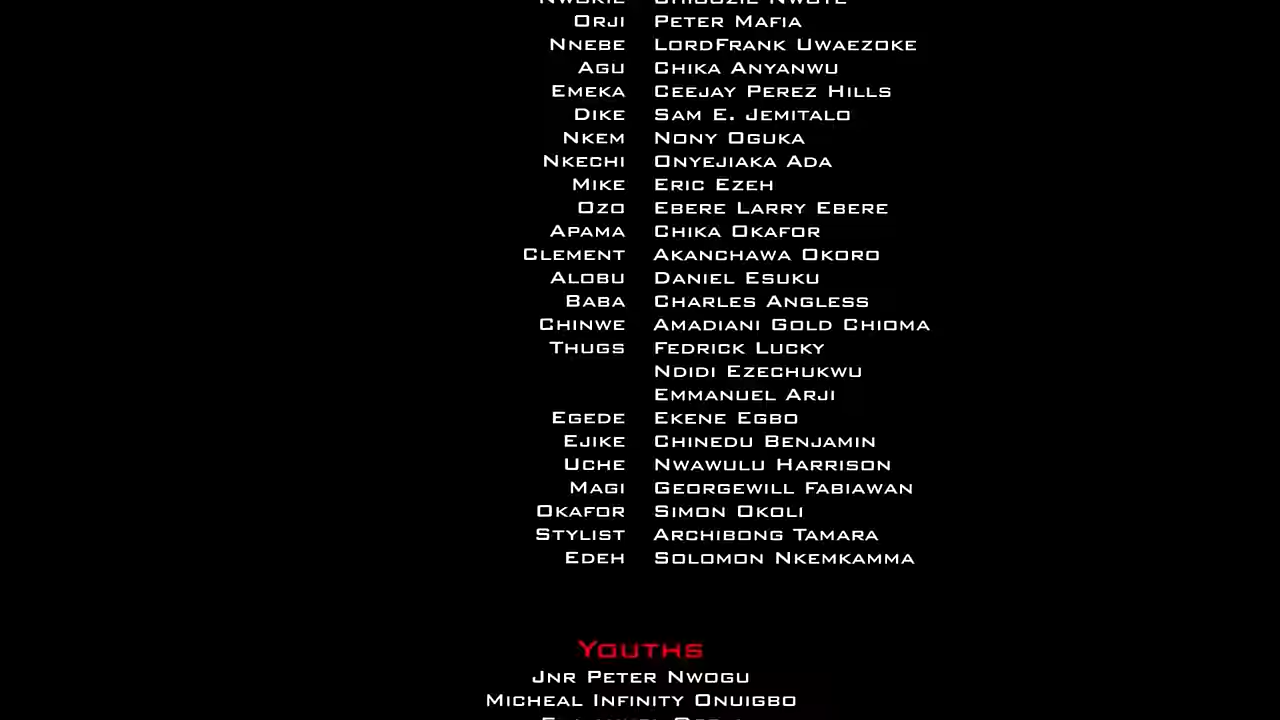 Orji Peter Mafia
Nnebe LordFrank Uwaezoke
Agu Chika Anyanwu
Emeka Ceejay Perez Hills
Dike Sam E. Jemitalo
Nkem Nony Oguka
Nkechi Onyejiaka Ada
Mike Eric Ezeh
Ozo Ebere Larry Ebere
Apama Chika Okafor
Clement Akanchawa Okoro
Alobu Daniel Esuku
Baba Charles Angless
Chinwe Amadiani Gold Chioma
Thugs Fedrick Lucky
Ndidi Ezechukwu
Emmanuel Arji
Egede Ekene Egbo
Ejike Chinedu Benjamin
Uche Nwawulu Harrison
Magi Georgewill Fabiawan
Okafor Simon Okoli
Stylist Archibong Tamara
Edeh Solomon Nkemkamma
Youths
Jnr Peter Nwogu
Micheal Infinity Onuigbo